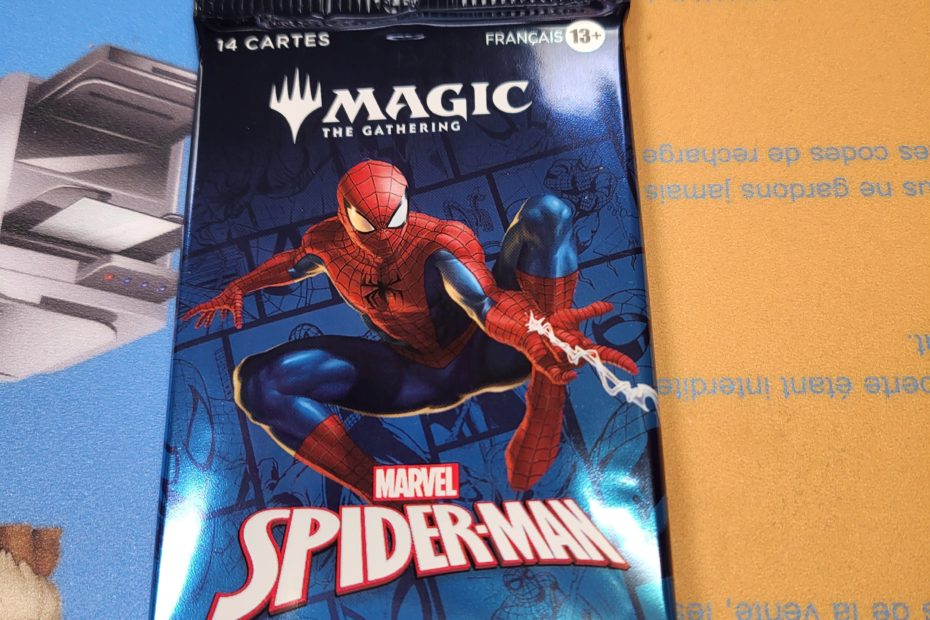 14 CARTES
FRANÇAIS 13+
MAGIC
THE GATHERING
MARVEL
SPIDER-MAN
s de la vente, les
perte étant interdite
t.
us ne gardons jamais
es codes de recharge